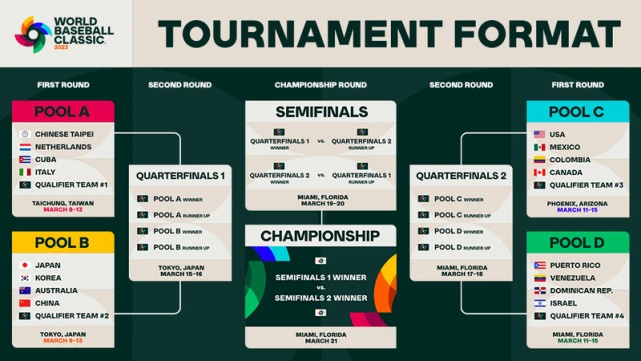 WORLD
BASEBALL
CLASSIC
2023
TOURNAMENT FORMAT
FIRST ROUND
SECOND ROUND
CHAMPIONSHIP ROUND
SECOND ROUND
FIRST ROUND
POOL A
CHINESE TAIPEI
NETHERLANDS
CUBA
ITALY
QUALIFIER TEAM #1
TAICHUNG, TAIWAN
MARCH 8-13
POOL B
JAPAN
KOREA
AUSTRALIA
CHINA
QUALIFIER TEAM #2
TOKYO, JAPAN
MARCH 9-13
QUARTERFINALS 1
POOL A WINNER
POOL A RUNNER UP
POOL B WINNER
POOL B RUNNER UP
TOKYO, JAPAN
MARCH 15-16
SEMIFINALS
QUARTERFINALS 1 WINNER
VS.
QUARTERFINALS 2 RUNNER UP
QUARTERFINALS 2 WINNER
VS.
QUARTERFINALS 1 RUNNER UP
MIAMI, FLORIDA
MARCH 19-20
CHAMPIONSHIP
SEMIFINALS 1 WINNER
VS.
SEMIFINALS 2 WINNER
MIAMI, FLORIDA
MARCH 21
QUARTERFINALS 2
POOL C WINNER
POOL C RUNNER UP
POOL D WINNER
POOL D RUNNER UP
MIAMI, FLORIDA
MARCH 17-18
POOL C
USA
MEXICO
COLOMBIA
CANADA
QUALIFIER TEAM #3
PHOENIX, ARIZONA
MARCH 11-15
POOL D
PUERTO RICO
VENEZUELA
DOMINICAN REP.
ISRAEL
QUALIFIER TEAM #4
MIAMI, FLORIDA
MARCH 11-15